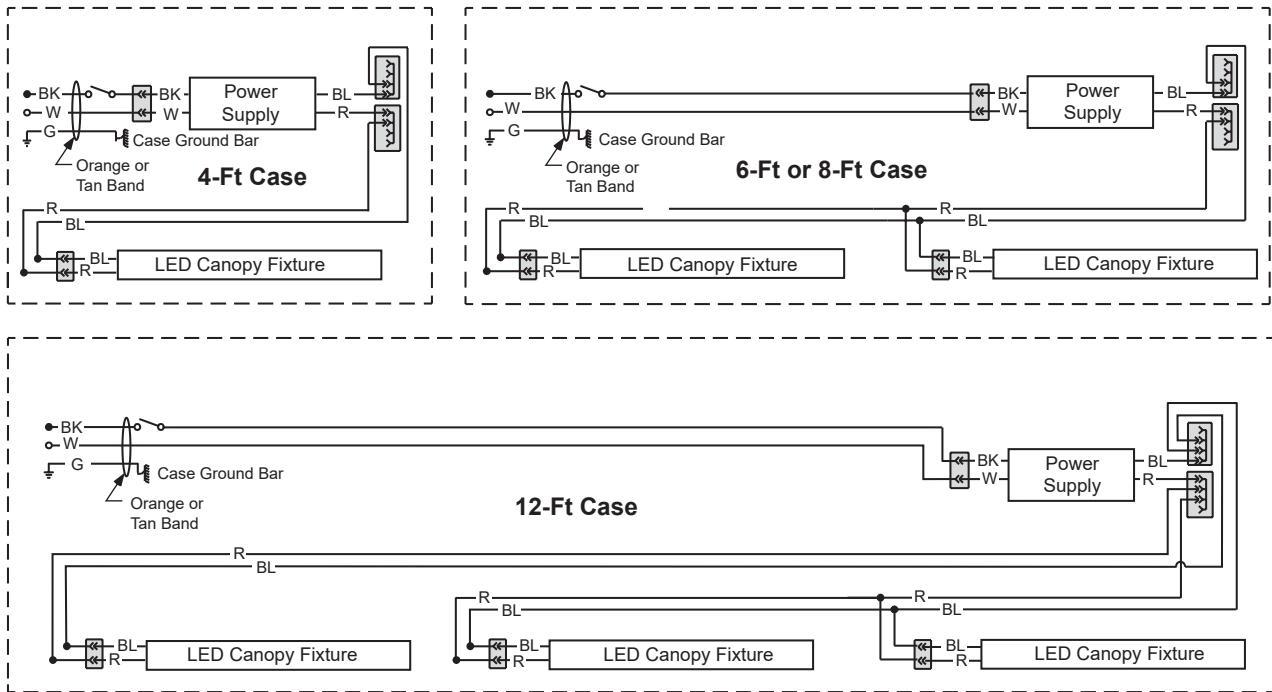 BK
BK
Power
Supply
BL
W
W
R
G
Case Ground Bar
Orange or
Tan Band
4-Ft Case
R
BL
BL
R
LED Canopy Fixture
BK
BK
Power
Supply
BL
W
W
R
G
Case Ground Bar
Orange or
Tan Band
6-Ft or 8-Ft Case
R
R
BL
BL
BL
R
LED Canopy Fixture
BL
R
LED Canopy Fixture
BK
W
G
Case Ground Bar
Orange or
Tan Band
12-Ft Case
BK
W
Power
Supply
BL
R
R
BL
R
R
BL
BL
BL
R
LED Canopy Fixture
BL
R
LED Canopy Fixture
BL
R
LED Canopy Fixture